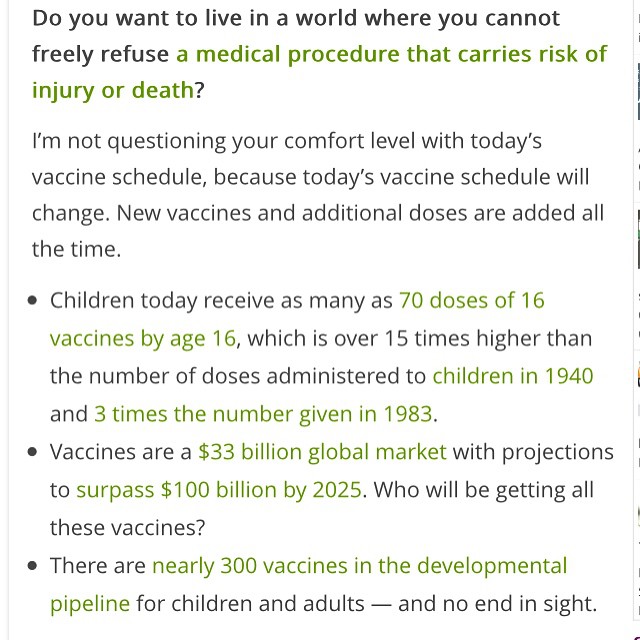 Do you want to live in a world where you cannot
freely refuse a medical procedure that carries risk of
injury or death?
I'm not questioning your comfort level with today's
vaccine schedule, because today's vaccine schedule will
change. New vaccines and additional doses are added all
the time.
• Children today receive as many as 70 doses of 16
vaccines by age 16, which is over 15 times higher than
the number of doses administered to children in 1940
and 3 times the number given in 1983.
• Vaccines are a $33 billion global market with projections
to surpass $100 billion by 2025. Who will be getting all
these vaccines?
• There are nearly 300 vaccines in the developmental
pipeline for children and adults — and no end in sight.